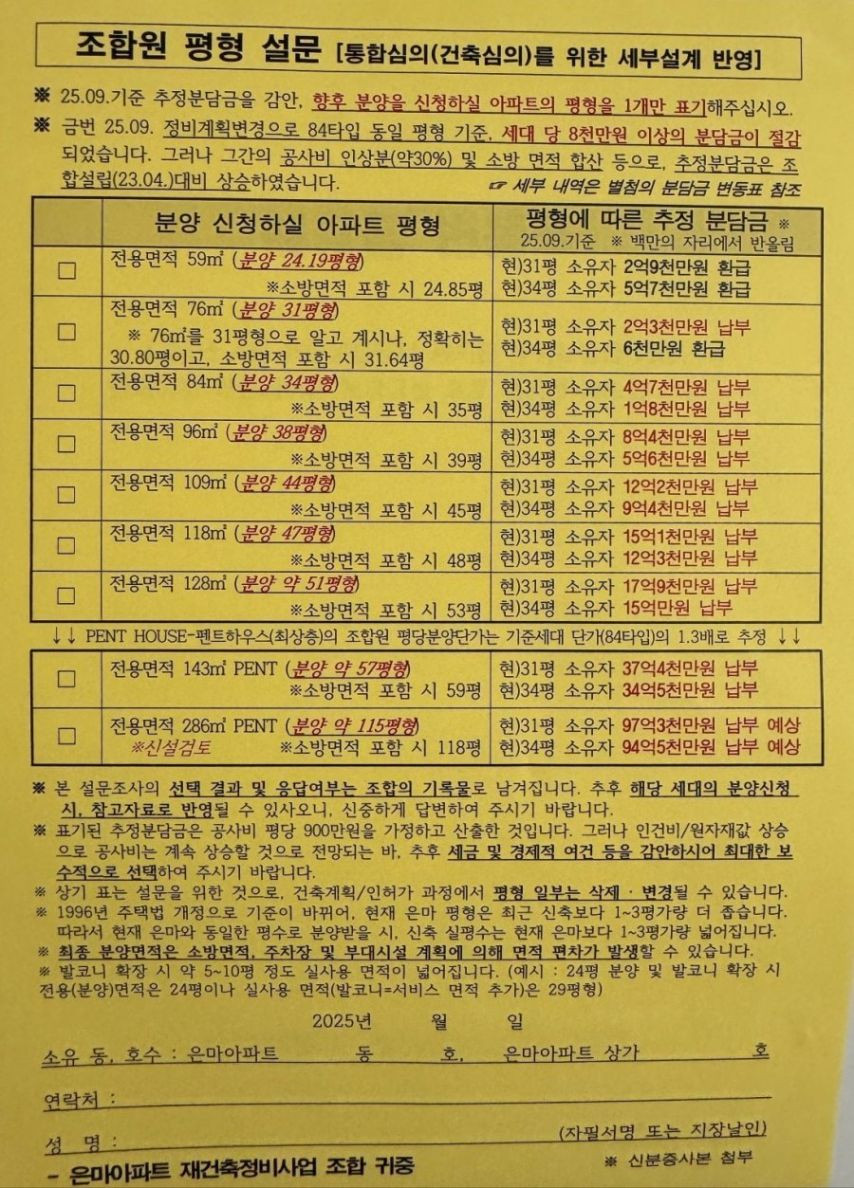 조합원 평형 설문 [통합심의(건축심의)를 위한 세부설계 반영]
※ 25.09.기준 추정분담금을 감안, 향후 분양을 신청하실 아파트의 평형을 1개만 표기해주십시오.
※ 금번 25.09. 정비계획변경으로 84타입 동일 평형 기준, 세대 당 8천만원 이상의 분담금이 절감
되었습니다. 그러나 그간의 공사비 인상분(약30%) 및 소방 면적 합산 등으로, 추정분담금은 조
합설립(23.04.)대비 상승하였습니다. ☞ 세부 내역은 별첨의 분담금 변동표 참조
분양 신청하실 아파트 평형
평형에 따른 추정 분담금 ※
25.09.기준 ※ 백만의 자리에서 반올림
□ 전용면적 59㎡ (분양 24.19평형)
※소방면적 포함 시 24.85평
현)31평 소유자 2억9천만원 환급
현)34평 소유자 5억7천만원 환급
□ 전용면적 76㎡ (분양 31평형)
※ 76㎡를 31평형으로 알고 계시나, 정확히는
30.80평이고, 소방면적 포함 시 31.64평
현)31평 소유자 2억3천만원 납부
현)34평 소유자 6천만원 환급
□ 전용면적 84㎡ (분양 34평형)
※소방면적 포함 시 35평
현)31평 소유자 4억7천만원 납부
현)34평 소유자 1억8천만원 납부
□ 전용면적 96㎡ (분양 38평형)
※소방면적 포함 시 39평
현)31평 소유자 8억4천만원 납부
현)34평 소유자 5억6천만원 납부
□ 전용면적 109㎡ (분양 44평형)
※소방면적 포함 시 45평
현)31평 소유자 12억2천만원 납부
현)34평 소유자 9억4천만원 납부
□ 전용면적 118㎡ (분양 47평형)
※소방면적 포함 시 48평
현)31평 소유자 15억1천만원 납부
현)34평 소유자 12억3천만원 납부
□ 전용면적 128㎡ (분양 약 51평형)
※소방면적 포함 시 53평
현)31평 소유자 17억9천만원 납부
현)34평 소유자 15억만원 납부
↓↓ PENT HOUSE-펜트하우스(최상층)의 조합원 평당분양단가는 기준세대 단가(84타입)의 1.3배로 추정 ↓↓
□ 전용면적 143㎡ PENT (분양 약 57평형)
※소방면적 포함 시 59평
현)31평 소유자 37억4천만원 납부
현)34평 소유자 34억5천만원 납부
□ 전용면적 286㎡ PENT (분양 약 115평형)
※신설검토 ※소방면적 포함 시 118평
현)31평 소유자 97억3천만원 납부 예상
현)34평 소유자 94억5천만원 납부 예상
※ 본 설문조사의 선택 결과 및 응답여부는 조합의 기록물로 남겨집니다. 추후 해당 세대의 분양신청
시, 참고자료로 반영될 수 있사오니, 신중하게 답변하여 주시기 바랍니다.
※ 표기된 추정분담금은 공사비 평당 900만원을 가정하고 산출한 것입니다. 그러나 인건비/원자재값 상승
으로 공사비는 계속 상승할 것으로 전망되는 바, 추후 세금 및 경제적 여건 등을 감안하시어 최대한 보
수적으로 선택하여 주시기 바랍니다.
※ 상기 표는 설문을 위한 것으로, 건축계획/인허가 과정에서 평형 일부는 삭제 · 변경될 수 있습니다.
※ 1996년 주택법 개정으로 기준이 바뀌어, 현재 은마 평형은 최근 신축보다 1~3평가량 더 좁습니다.
따라서 현재 은마와 동일한 평수로 분양받을 시, 신축 실평수는 현재 은마보다 1~3평가량 넓어집니다.
※ 최종 분양면적은 소방면적, 주차장 및 부대시설 계획에 의해 면적 편차가 발생할 수 있습니다.
※ 발코니 확장 시 약 5~10평 정도 실사용 면적이 넓어집니다. (예시 : 24평 분양 및 발코니 확장 시
전용(분양)면적은 24평이나 실사용 면적(발코니=서비스 면적 추가)은 29평형)
2025년 월 일
소유 동, 호수 : 은마아파트 동 호, 은마아파트 상가 호
연락처 :
성 명 : (자필서명 또는 지장날인)
- 은마아파트 재건축정비사업 조합 귀중 ※ 신분증사본 첨부